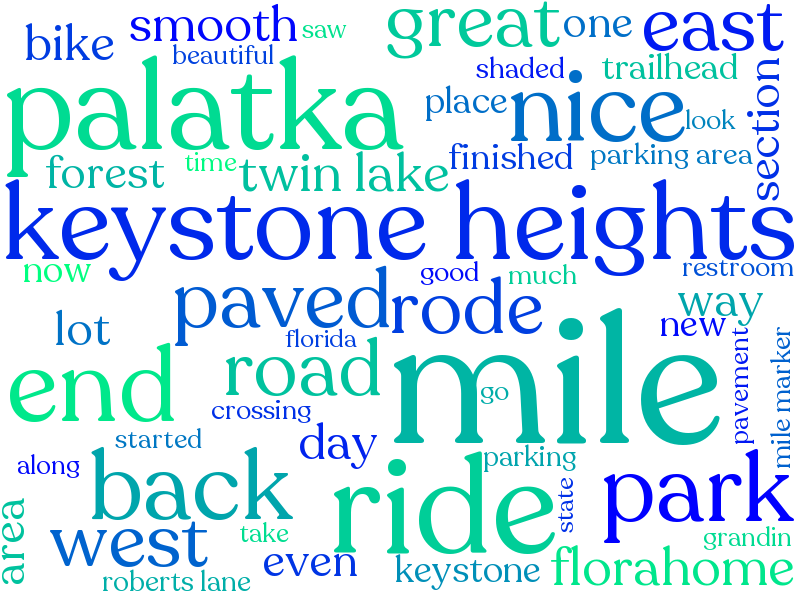 bike
smooth
saw
beautiful
great
one
east
palatka
shaded
trailhead
place
nice
look
section
forest
time
twin lake
finished
parking area
keystone heights
now
good
much
restroom
paved
rode
way
lot
florida
new
end
road
mile
go
pavement
mile marker
crossing
started
day
along
back
parking
ride
state
park
area
west
take
even
grandin
roberts lane
keystone
florahome